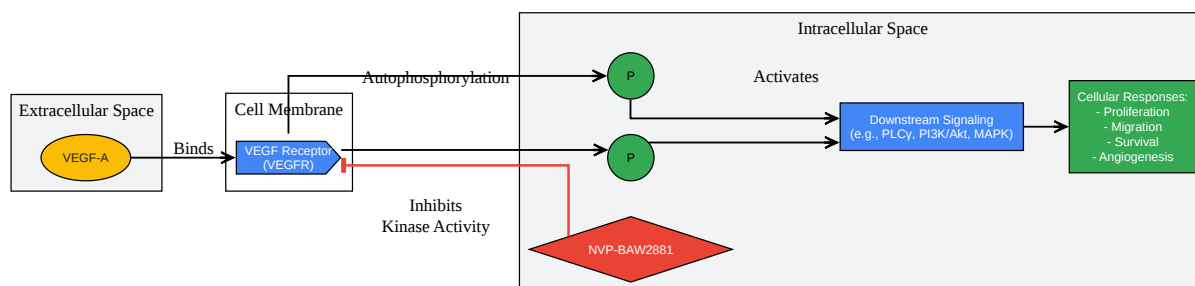 Extracellular Space
VEGF-A
Binds
Cell Membrane
VEGF Receptor
(VEGFR)
Autophosphorylation
Inhibits
Kinase Activity
Intracellular Space
P
P
NVP-BAW2881
Activates
Downstream Signaling
(e.g., PLCγ, PI3K/Akt, MAPK)
Cellular Responses:
- Proliferation
- Migration
- Survival
- Angiogenesis